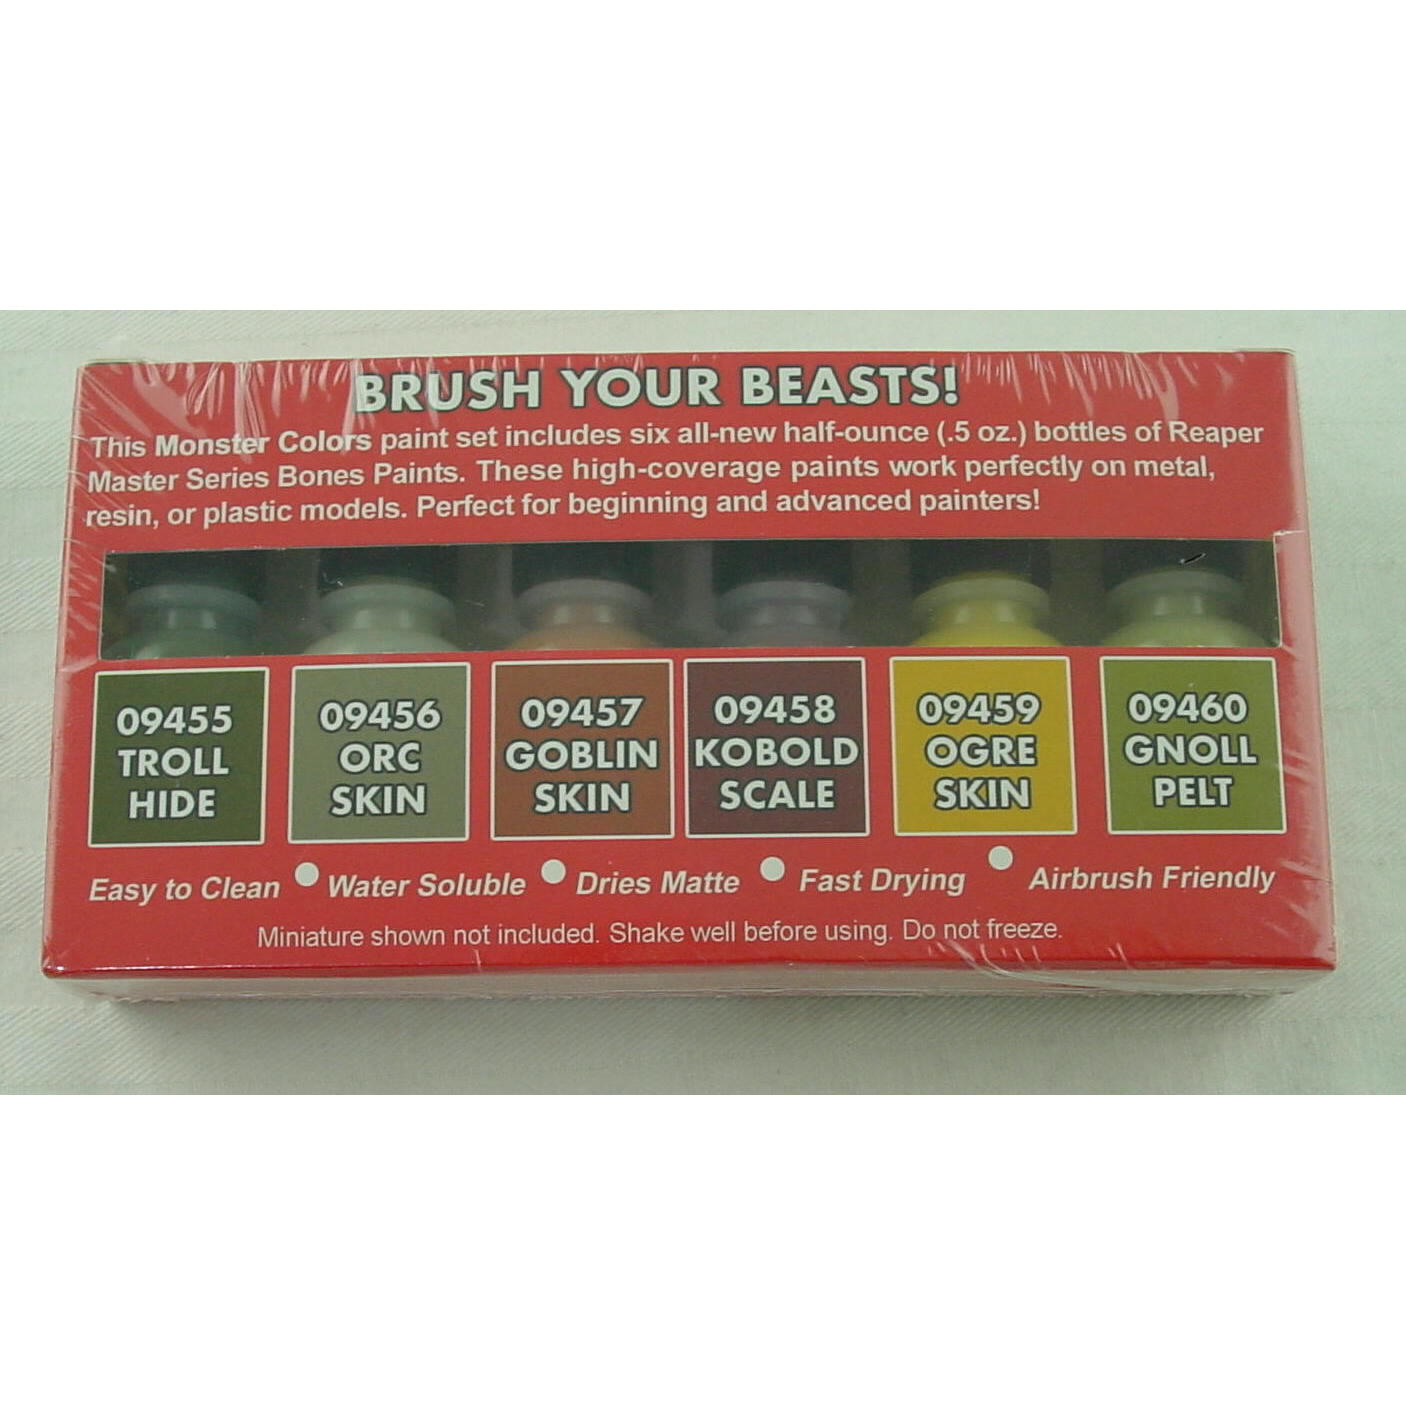 BRUSH YOUR BEASTS!
This Monster Colors paint set includes six all-new half-ounce (.5 oz.) bottles of Reaper
Master Series Bones Paints. These high-coverage paints work perfectly on metal,
resin, or plastic models. Perfect for beginning and advanced painters!
09455
TROLL
HIDE
09456
ORC
SKIN
09457
GOBLIN
SKIN
09458
KOBOLD
SCALE
09459
OGRE
SKIN
09460
GNOLL
PELT
Easy to Clean ● Water Soluble ● Dries Matte ● Fast Drying ● Airbrush Friendly
Miniature shown not included. Shake well before using. Do not freeze.